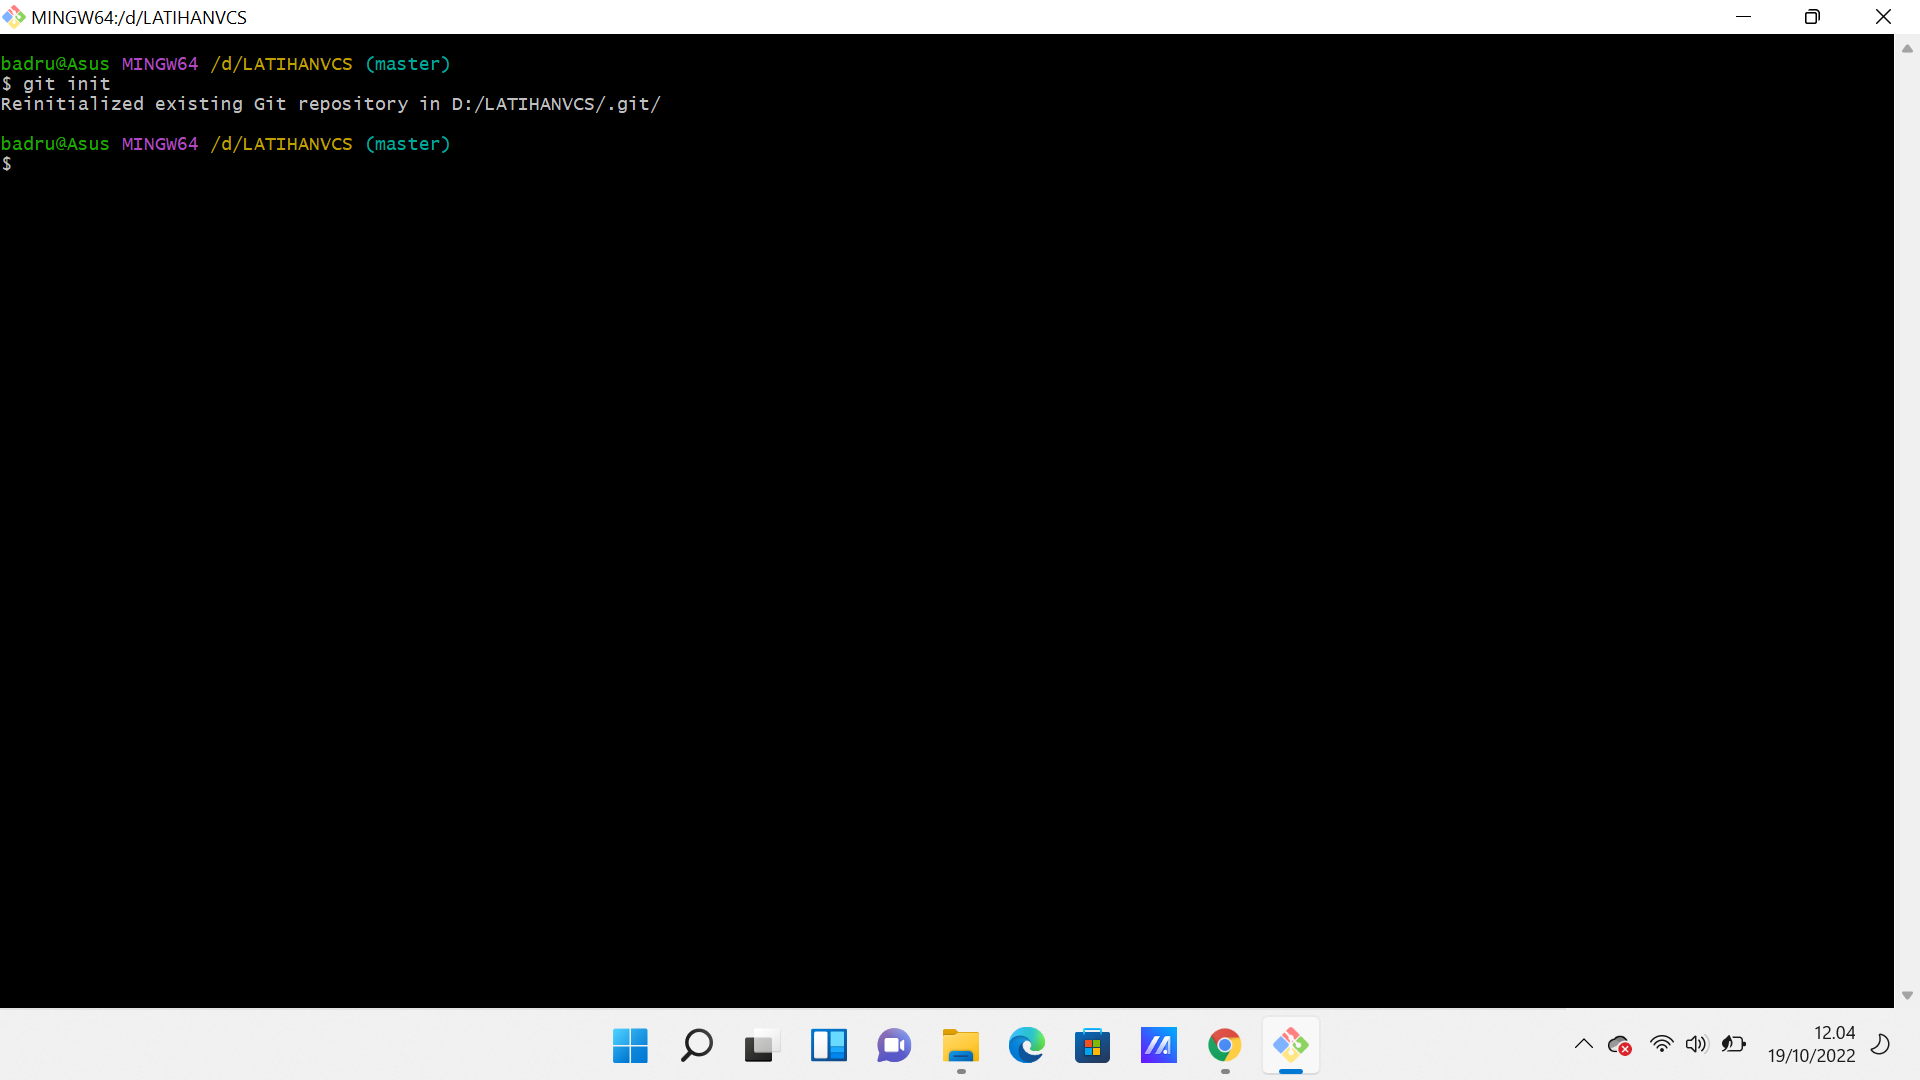 MINGW64:/d/LATIHANVCS
badru@Asus MINGW64 /d/LATIHANVCS (master)
$ git init
Reinitialized existing Git repository in D:/LATIHANVCS/.git/
badru@Asus MINGW64 /d/LATIHANVCS (master)
$
12.04
19/10/2022